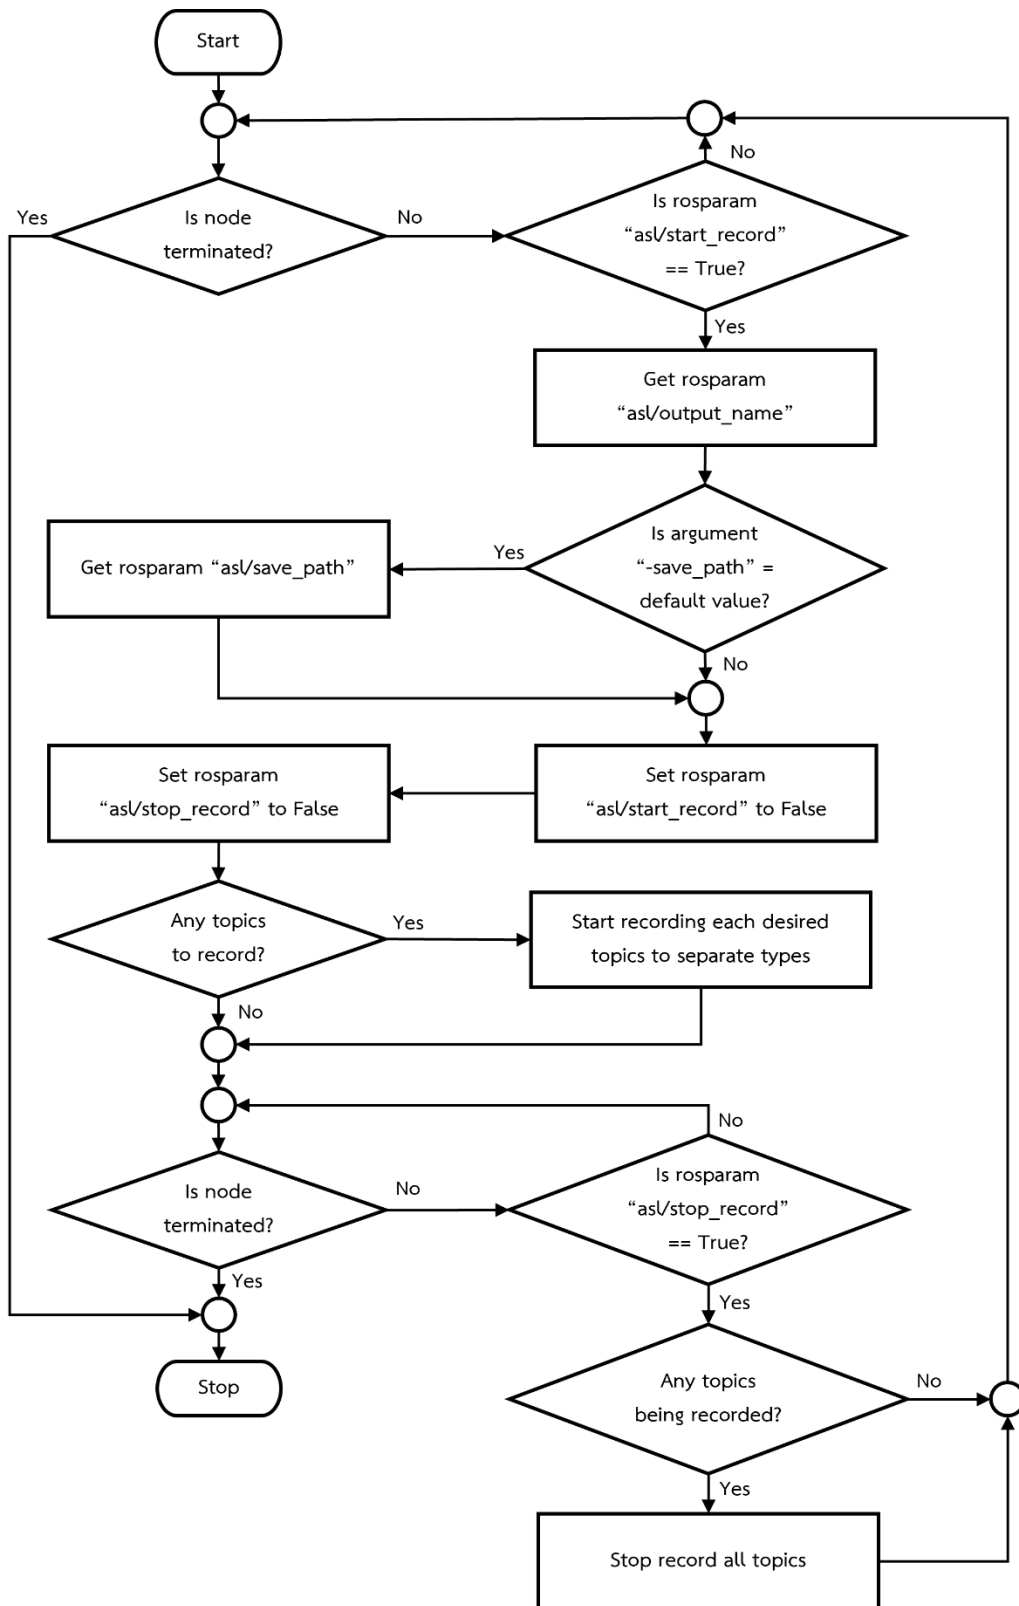 Start
No
Yes
Is node
terminated?
No
Is rosparam
“asl/start_record”
== True?
Yes
Get rosparam
“asl/output_name”
Is argument
“-save_path” =
default value?
Yes
Get rosparam “asl/save_path”
No
Set rosparam
“asl/start_record” to False
Set rosparam
“asl/stop_record” to False
Any topics
to record?
Yes
Start recording each desired
topics to separate types
No
No
Is node
terminated?
No
Is rosparam
“asl/stop_record”
== True?
Yes
Yes
Stop
Any topics
being recorded?
No
Yes
Stop record all topics